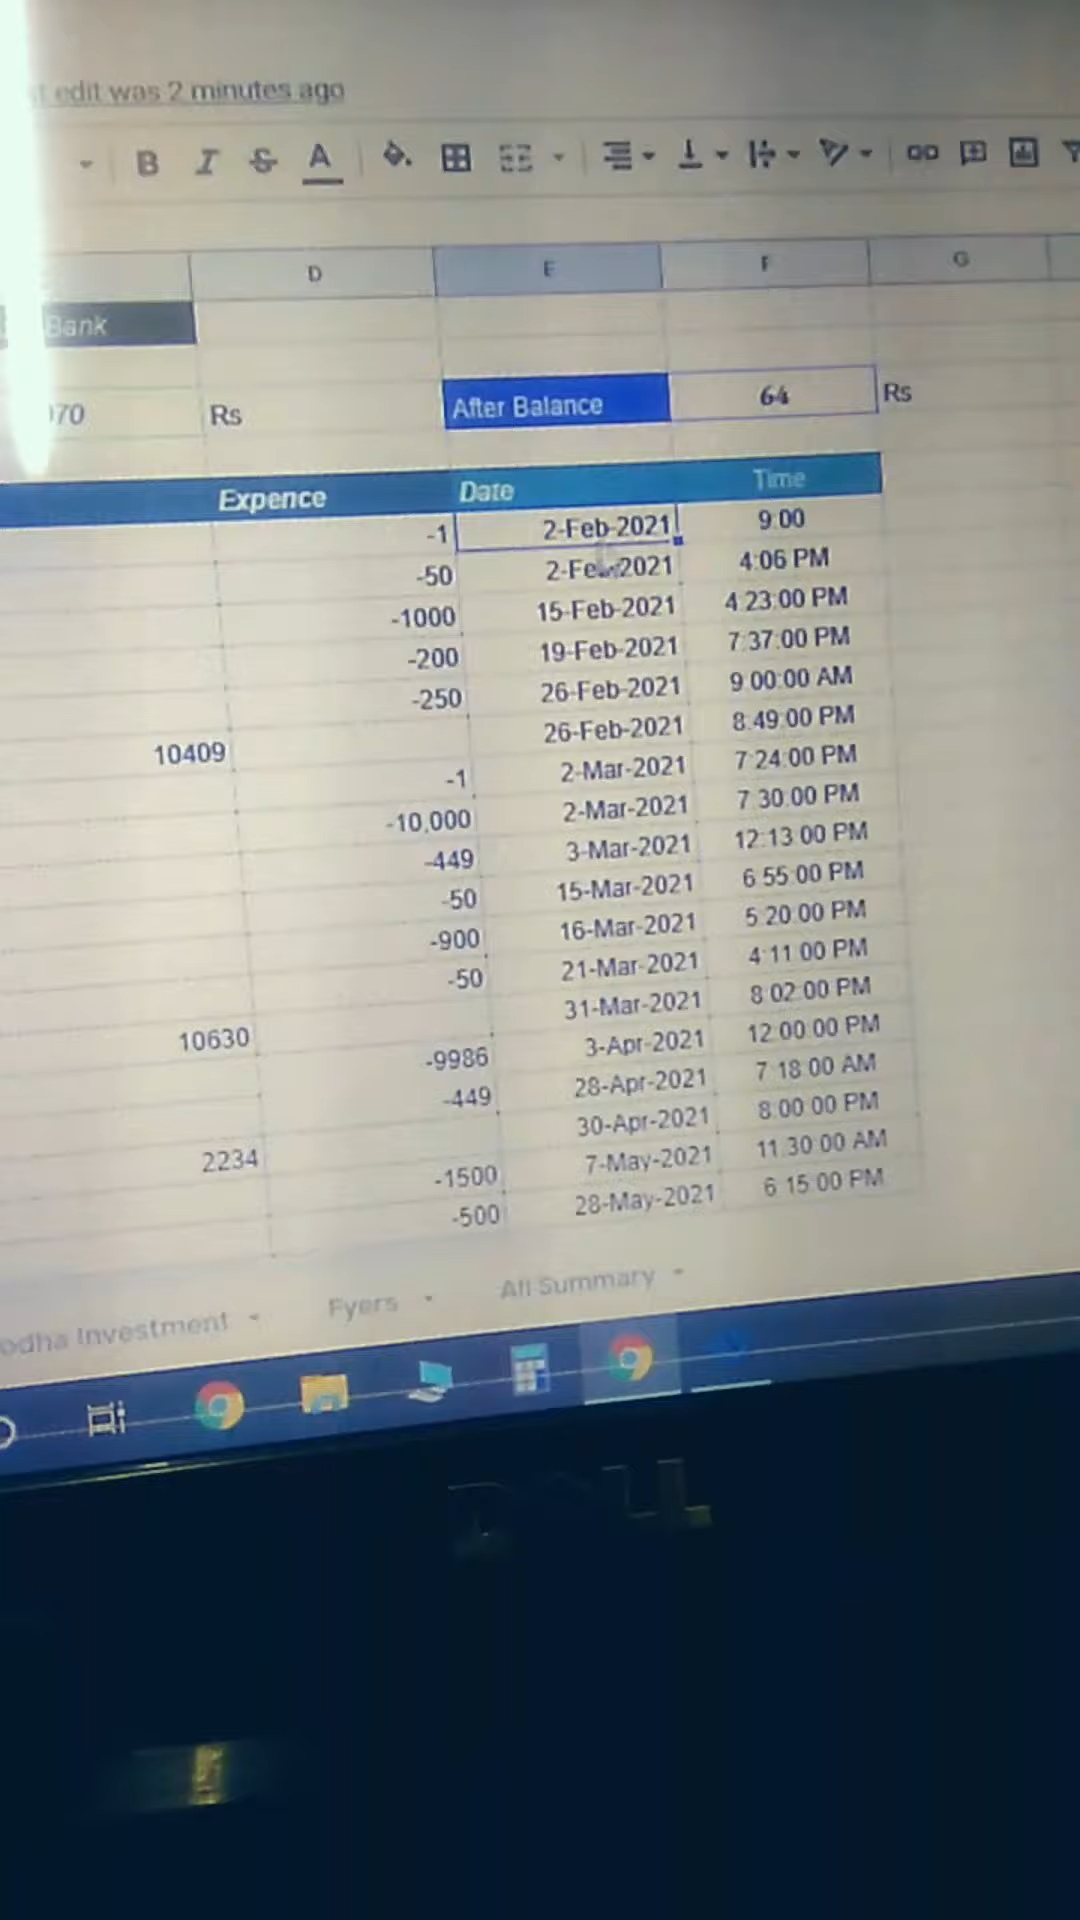 edit was 2 minutes ago
B I S A
D E F G
Bank
070 Rs After Balance 64 Rs
Expence Date Time
-1 2-Feb-2021 9:00
-50 2-Feb-2021 4:06 PM
-1000 15-Feb-2021 4:23:00 PM
-200 19-Feb-2021 7:37:00 PM
-250 26-Feb-2021 9:00:00 AM
10409 26-Feb-2021 8:49:00 PM
-1 2-Mar-2021 7:24:00 PM
-10,000 2-Mar-2021 7:30:00 PM
-449 3-Mar-2021 12:13:00 PM
-50 15-Mar-2021 6:55:00 PM
-900 16-Mar-2021 5:20:00 PM
-50 21-Mar-2021 4:11:00 PM
10630 31-Mar-2021 8:02:00 PM
-9986 3-Apr-2021 12:00:00 PM
-449 28-Apr-2021 7:18:00 AM
2234 30-Apr-2021 8:00:00 PM
-1500 7-May-2021 11:30:00 AM
-500 28-May-2021 6:15:00 PM
odha Investment Fyers All Summary
DELL